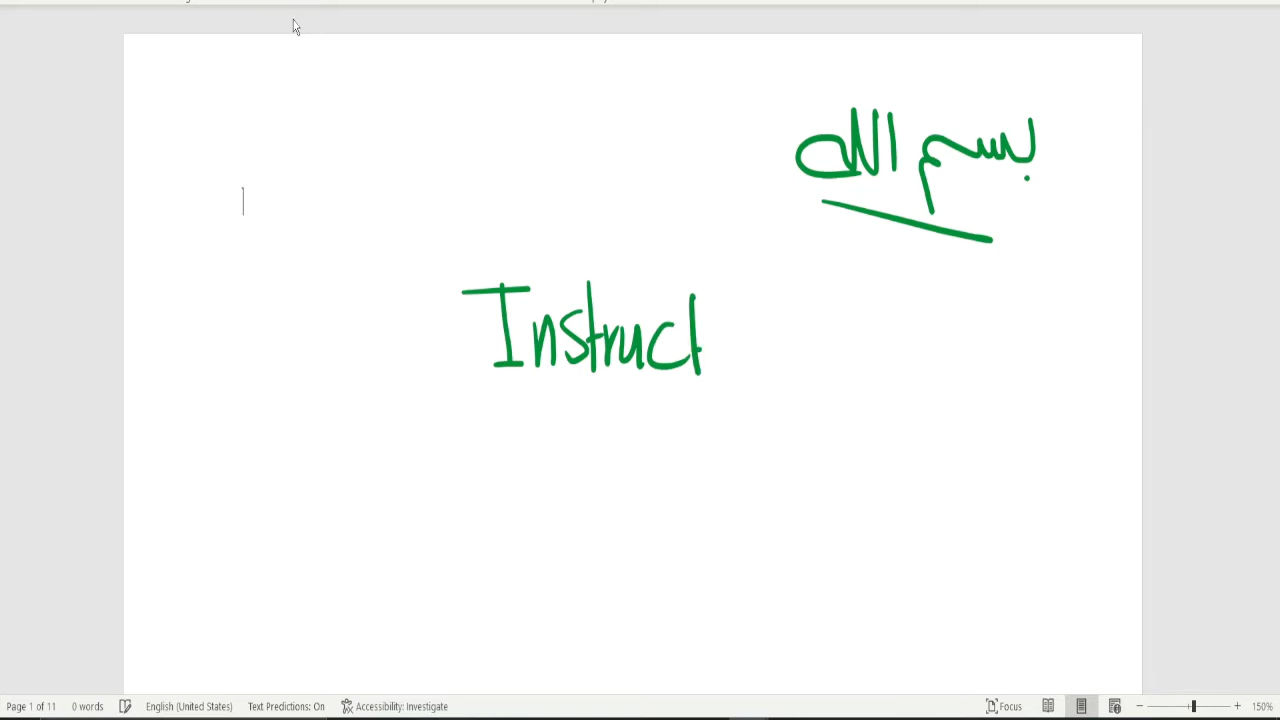 بسم الله
Instruct
Page 1 of 11 0 words English (United States) Text Predictions: On Accessibility: Investigate Focus 150%